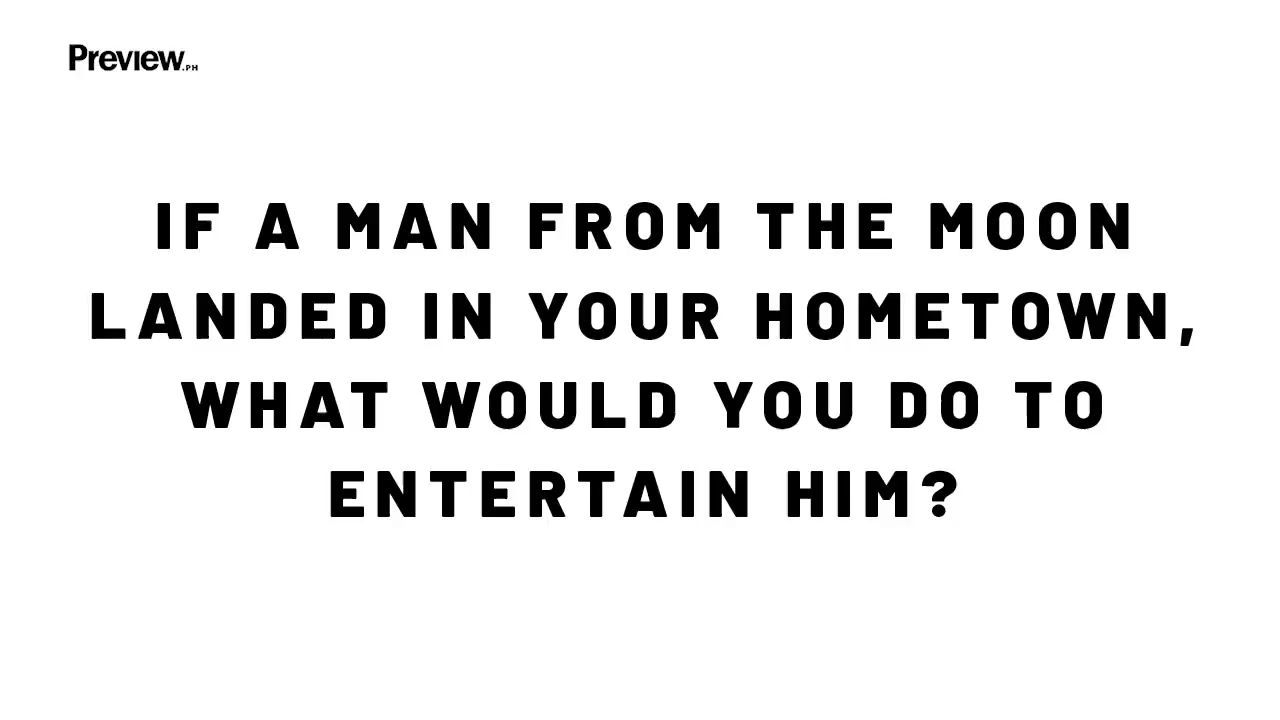 Preview.PH
IF A MAN FROM THE MOON
LANDED IN YOUR HOMETOWN,
WHAT WOULD YOU DO TO
ENTERTAIN HIM?